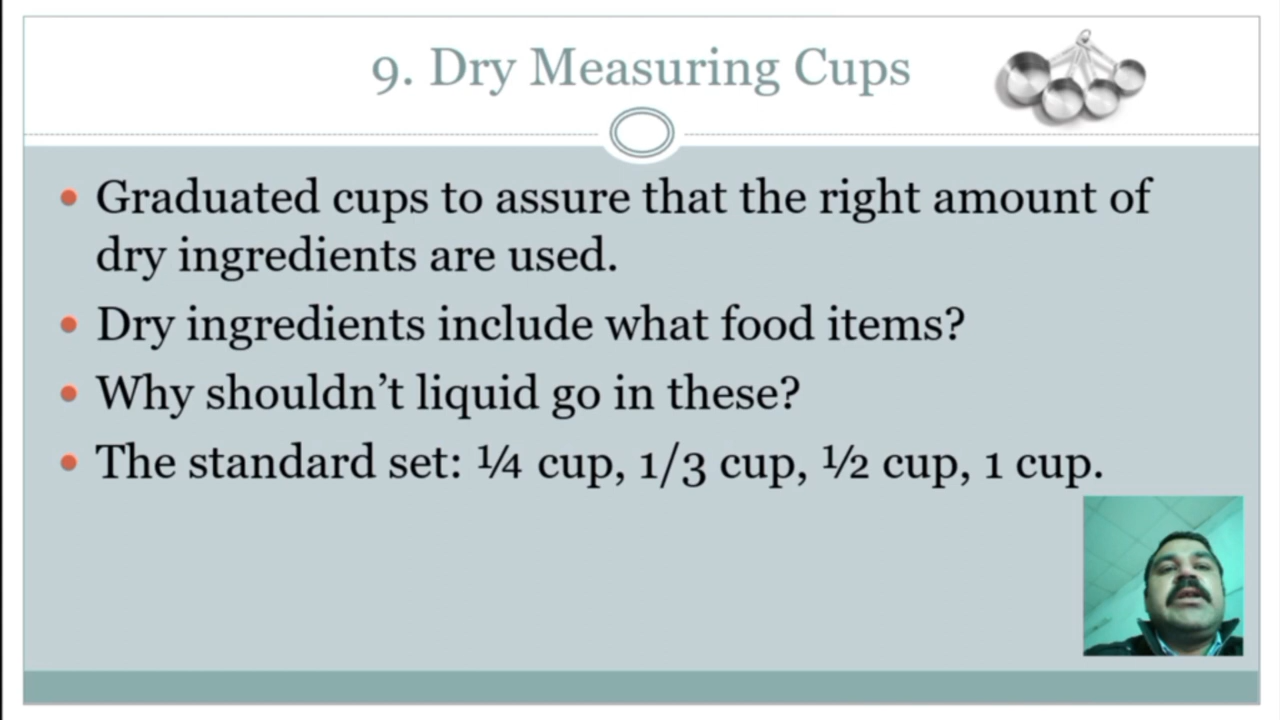 9. Dry Measuring Cups
• Graduated cups to assure that the right amount of
dry ingredients are used.
• Dry ingredients include what food items?
• Why shouldn’t liquid go in these?
• The standard set: ¼ cup, 1/3 cup, ½ cup, 1 cup.